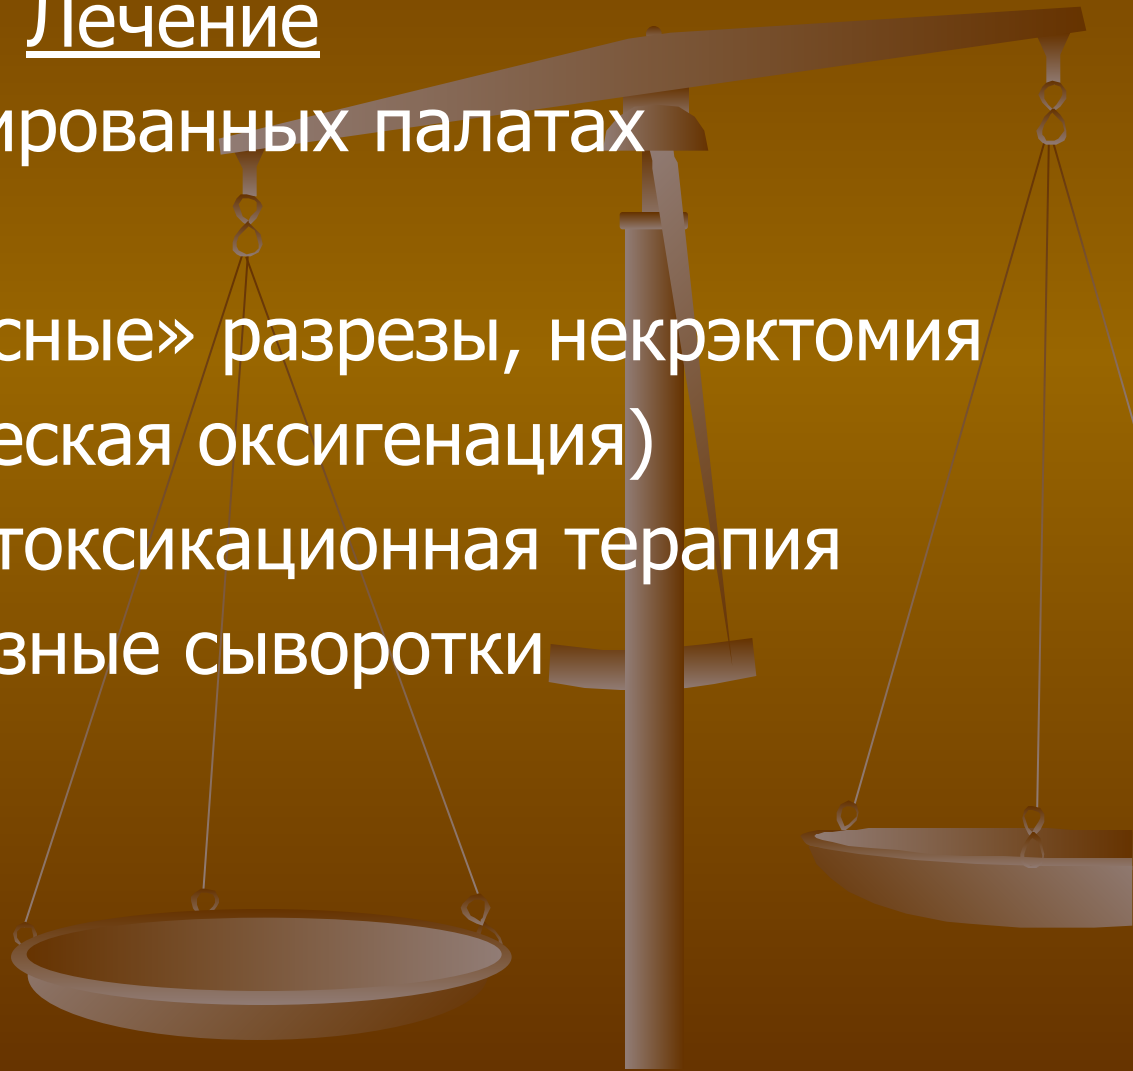 Лечение
ированных палатах
сные» разрезы, некрэктомия
еская оксигенация)
токсикационная терапия
зные сыворотки